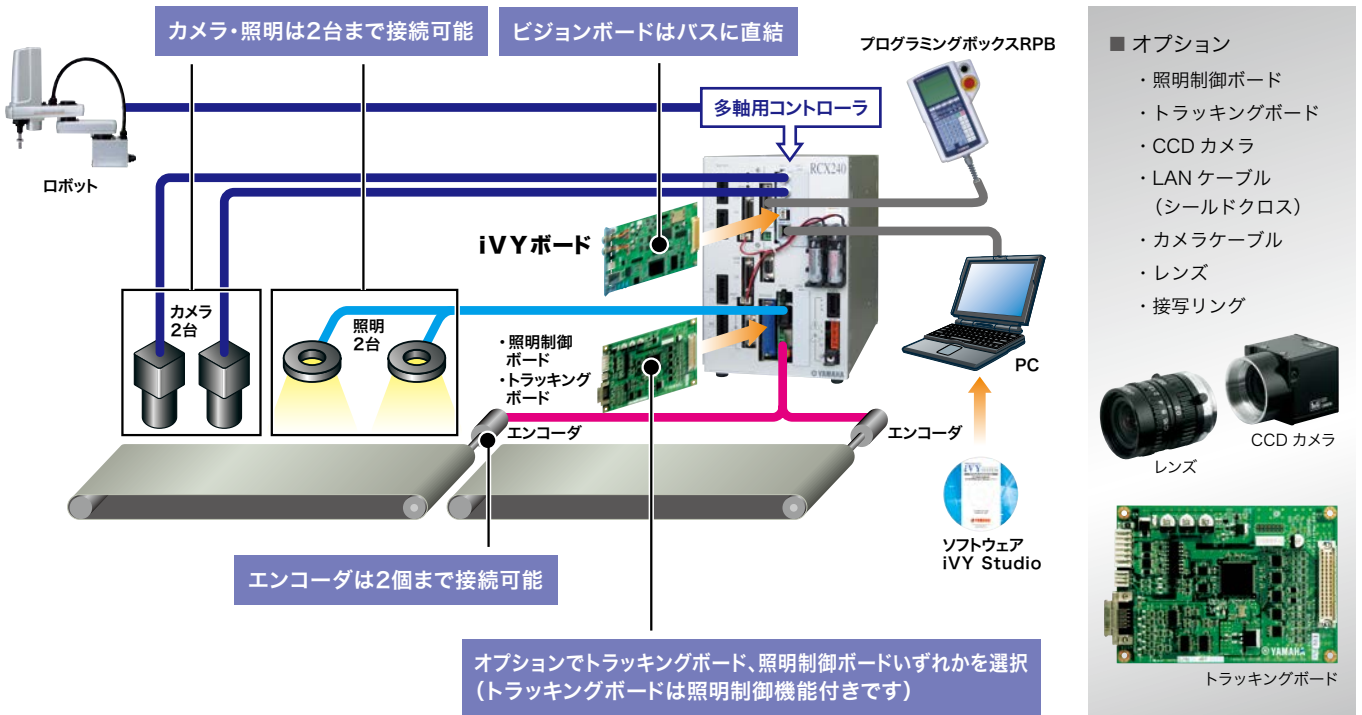 カメラ・照明は2台まで接続可能
ビジョンボードはバスに直結
プログラミングボックスRPB
多軸用コントローラ
RCX240
ロボット
iVYボード
カメラ
2台
照明
2台
・照明制御
ボード
・トラッキング
ボード
YAMAHA
PC
エンコーダ
エンコーダ
iVY
YAMAHA
ソフトウェア
iVY Studio
エンコーダは2個まで接続可能
オプションでトラッキングボード、照明制御ボードいずれかを選択
(トラッキングボードは照明制御機能付きです)
■ オプション
・照明制御ボード
・トラッキングボード
・CCD カメラ
・LAN ケーブル
(シールドクロス)
・カメラケーブル
・レンズ
・接写リング
CCD カメラ
レンズ
YAMAHA
トラッキングボード